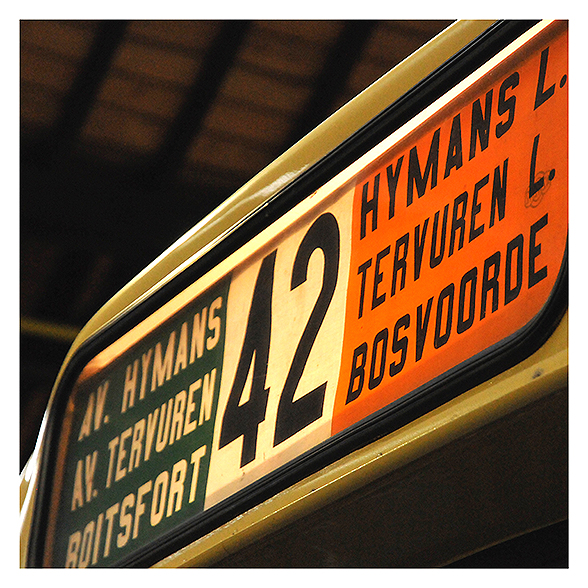 AV. HYMANS
AV. TERVUREN
BOITSFORT
42
HYMANS L.
TERVUREN L.
BOSVOORDE